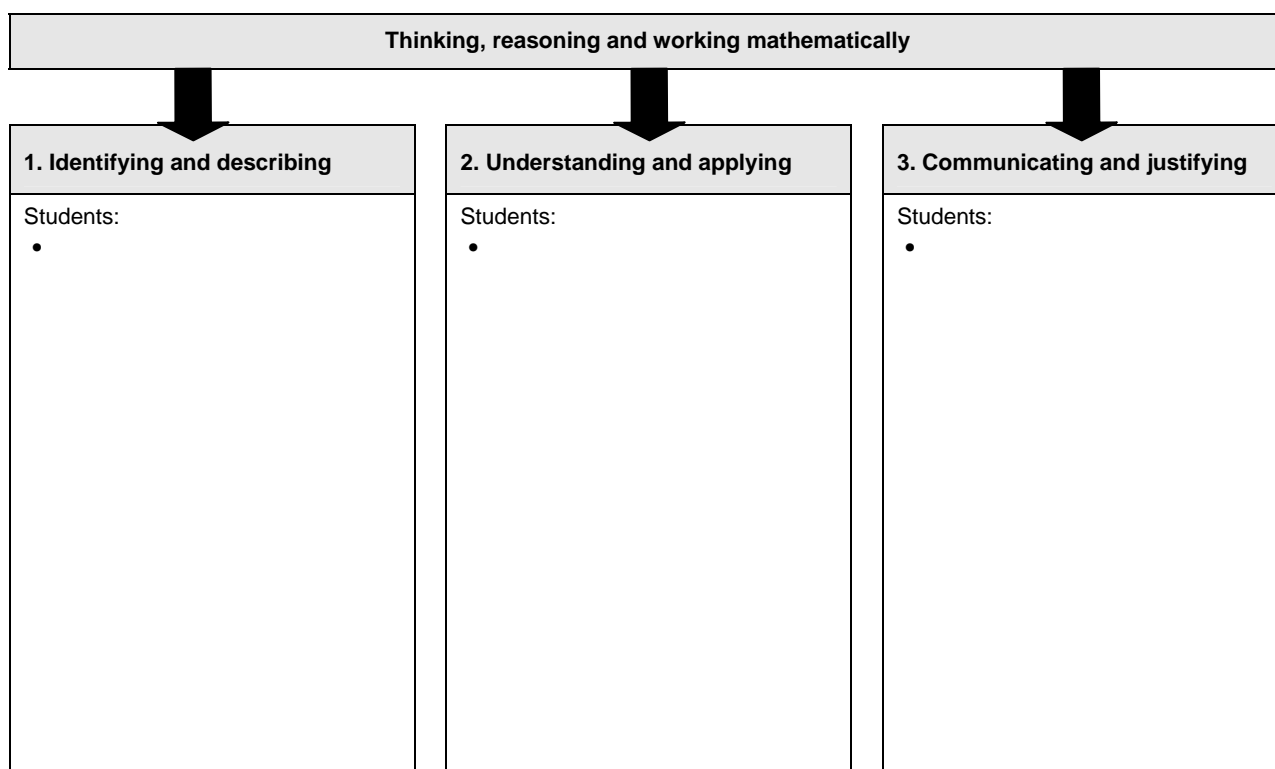 Thinking, reasoning and working mathematically
1. Identifying and describing
Students:
•
2. Understanding and applying
Students:
•
3. Communicating and justifying
Students:
•